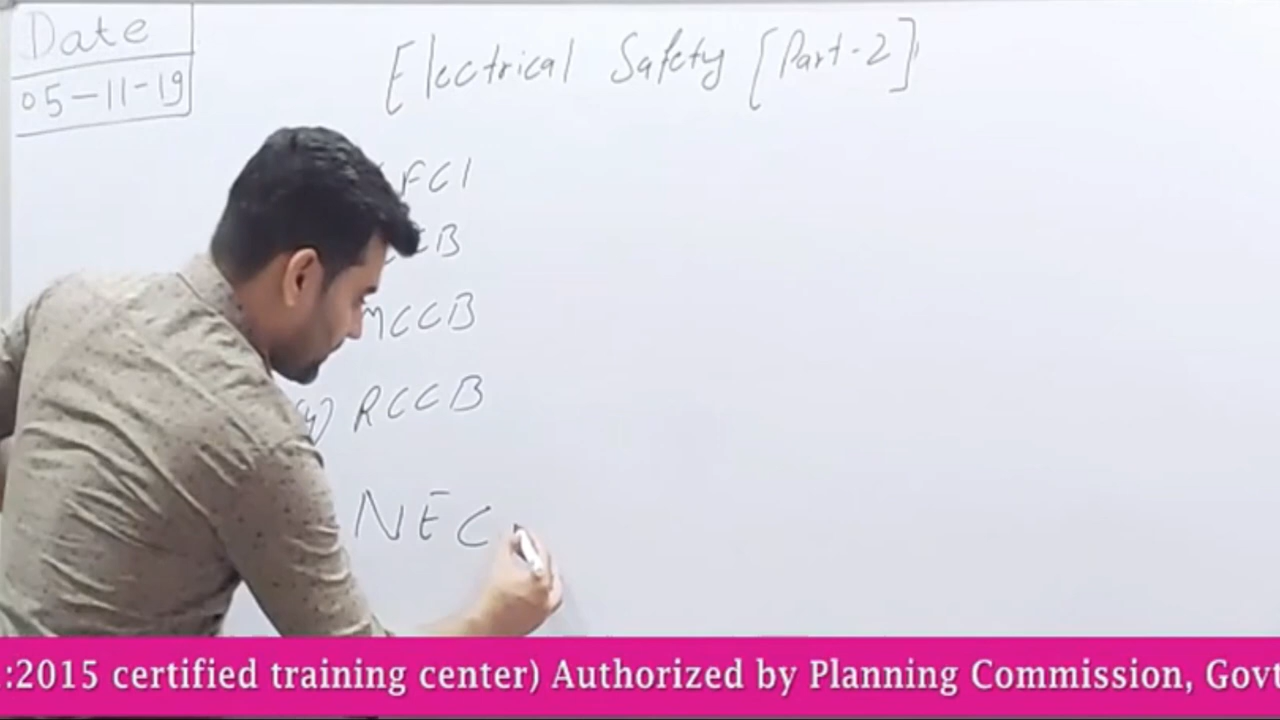 Date
05-11-19
Electrical Safety [Part-2]
FCI
CB
MCCB
(4) RCCB
NEC
:2015 certified training center) Authorized by Planning Commission, Govt